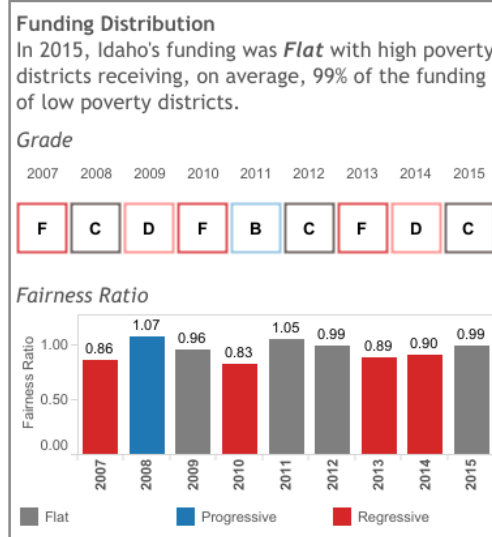 Funding Distribution
In 2015, Idaho's funding was Flat with high poverty
districts receiving, on average, 99% of the funding
of low poverty districts.
Grade
2007 2008 2009 2010 2011 2012 2013 2014 2015
F C D F B C F D C
Fairness Ratio
Fairness Ratio
1.00
0.50
0.00
0.86 1.07 0.96 0.83 1.05 0.99 0.89 0.90 0.99
2007 2008 2009 2010 2011 2012 2013 2014 2015
Flat Progressive Regressive